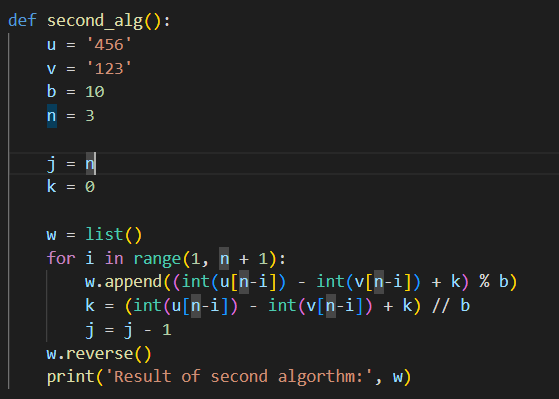 def second_alg():
    u = '456'
    v = '123'
    b = 10
    n = 3
    j = n
    k = 0
    w = list()
    for i in range(1, n + 1):
        w.append((int(u[n-i]) - int(v[n-i]) + k) % b)
        k = (int(u[n-i]) - int(v[n-i]) + k) // b
        j = j - 1
    w.reverse()
    print('Result of second algorthm:', w)